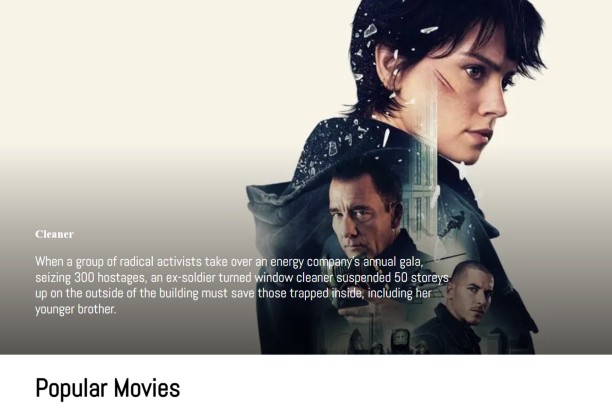 Cleaner
When a group of radical activists take over an energy company's annual gala,
seizing 300 hostages, an ex-soldier turned window cleaner suspended 50 storeys
up on the outside of the building must save those trapped inside, including her
younger brother.
Popular Movies